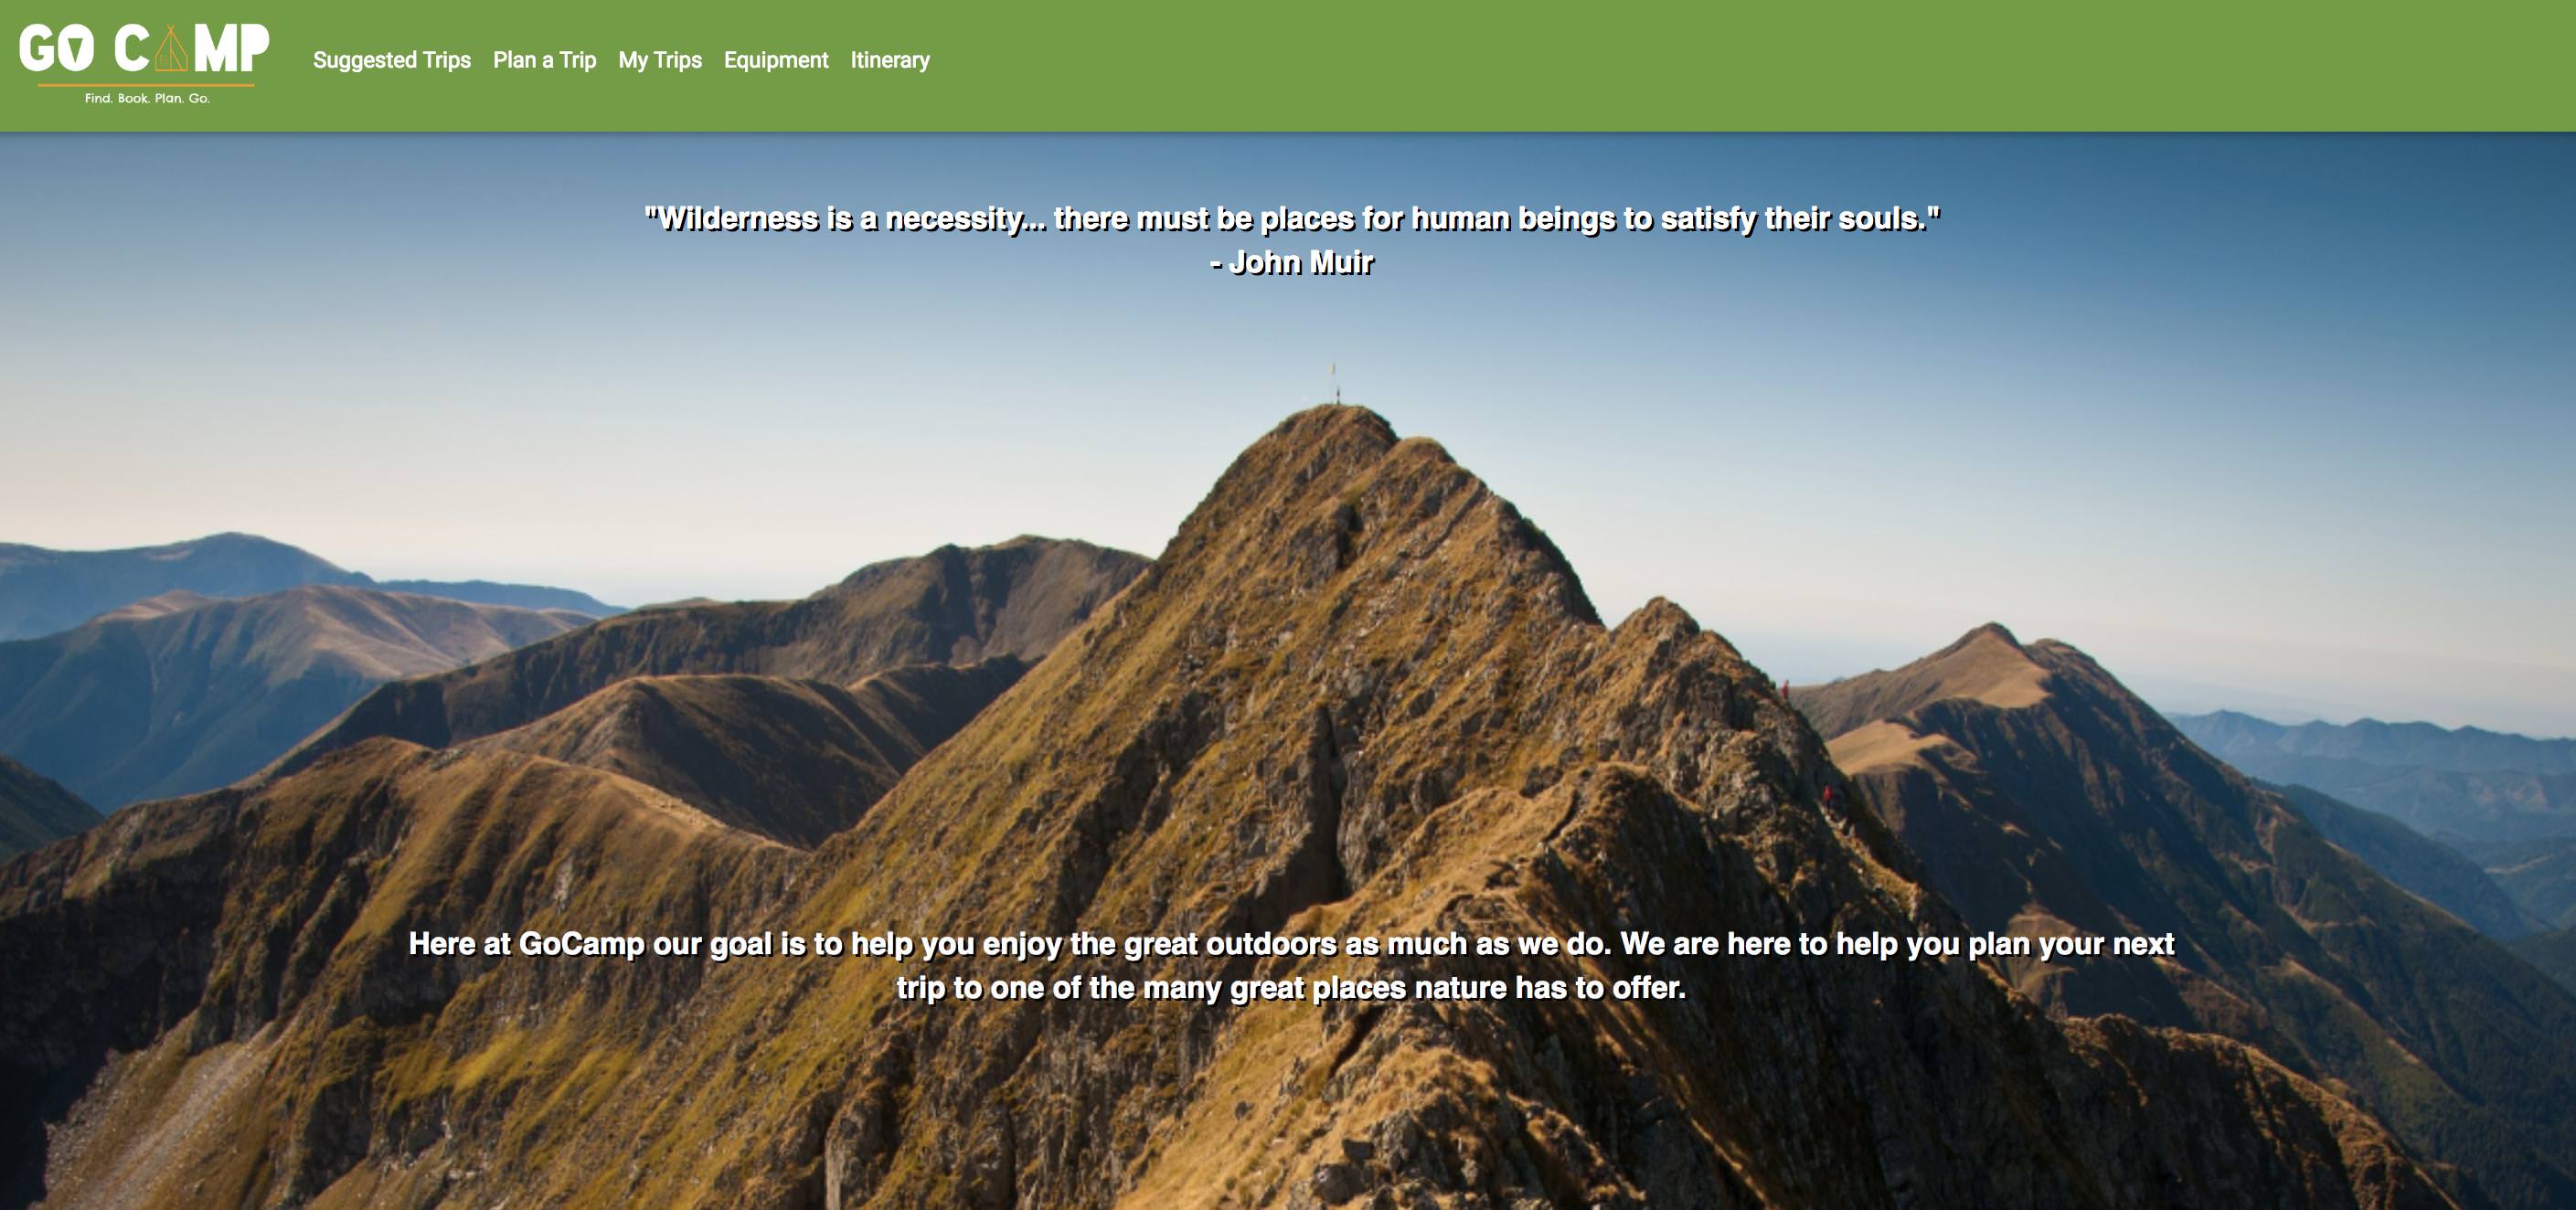 GO CAMP
Find. Book. Plan. Go.
Suggested Trips Plan a Trip My Trips Equipment Itinerary
"Wilderness is a necessity... there must be places for human beings to satisfy their souls."
- John Muir
Here at GoCamp our goal is to help you enjoy the great outdoors as much as we do. We are here to help you plan your next
trip to one of the many great places nature has to offer.